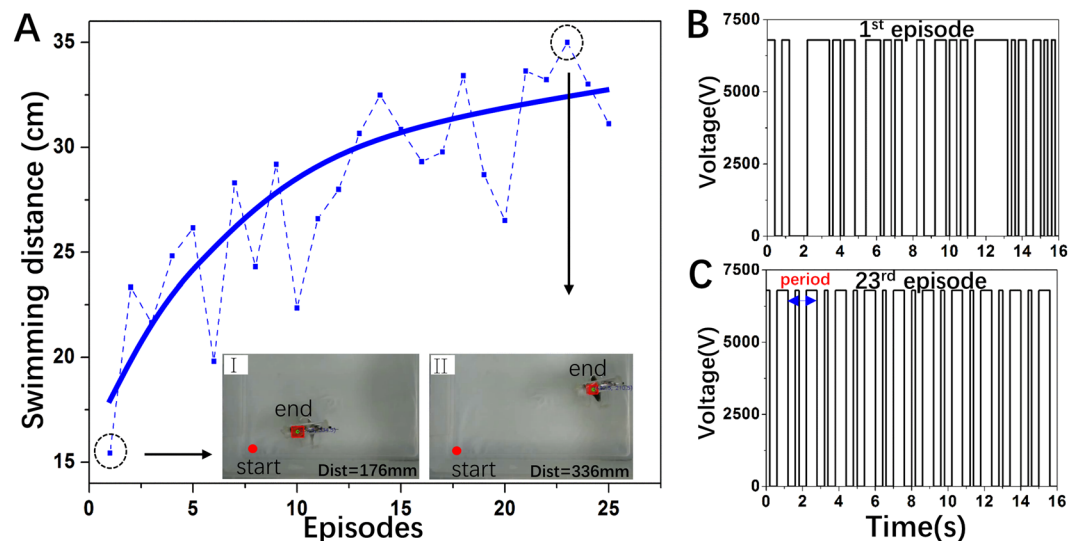 A
Swimming distance (cm)
35
30
25
20
15
0
5
10
15
20
25
Episodes
I
end
start
Dist=176mm
II
end
start
Dist=336mm
B
1st episode
Voltage(V)
7500
5000
2500
0
0 2 4 6 8 10 12 14 16
C
23rd episode
period
Voltage(V)
7500
5000
2500
0
0 2 4 6 8 10 12 14 16
Time(s)